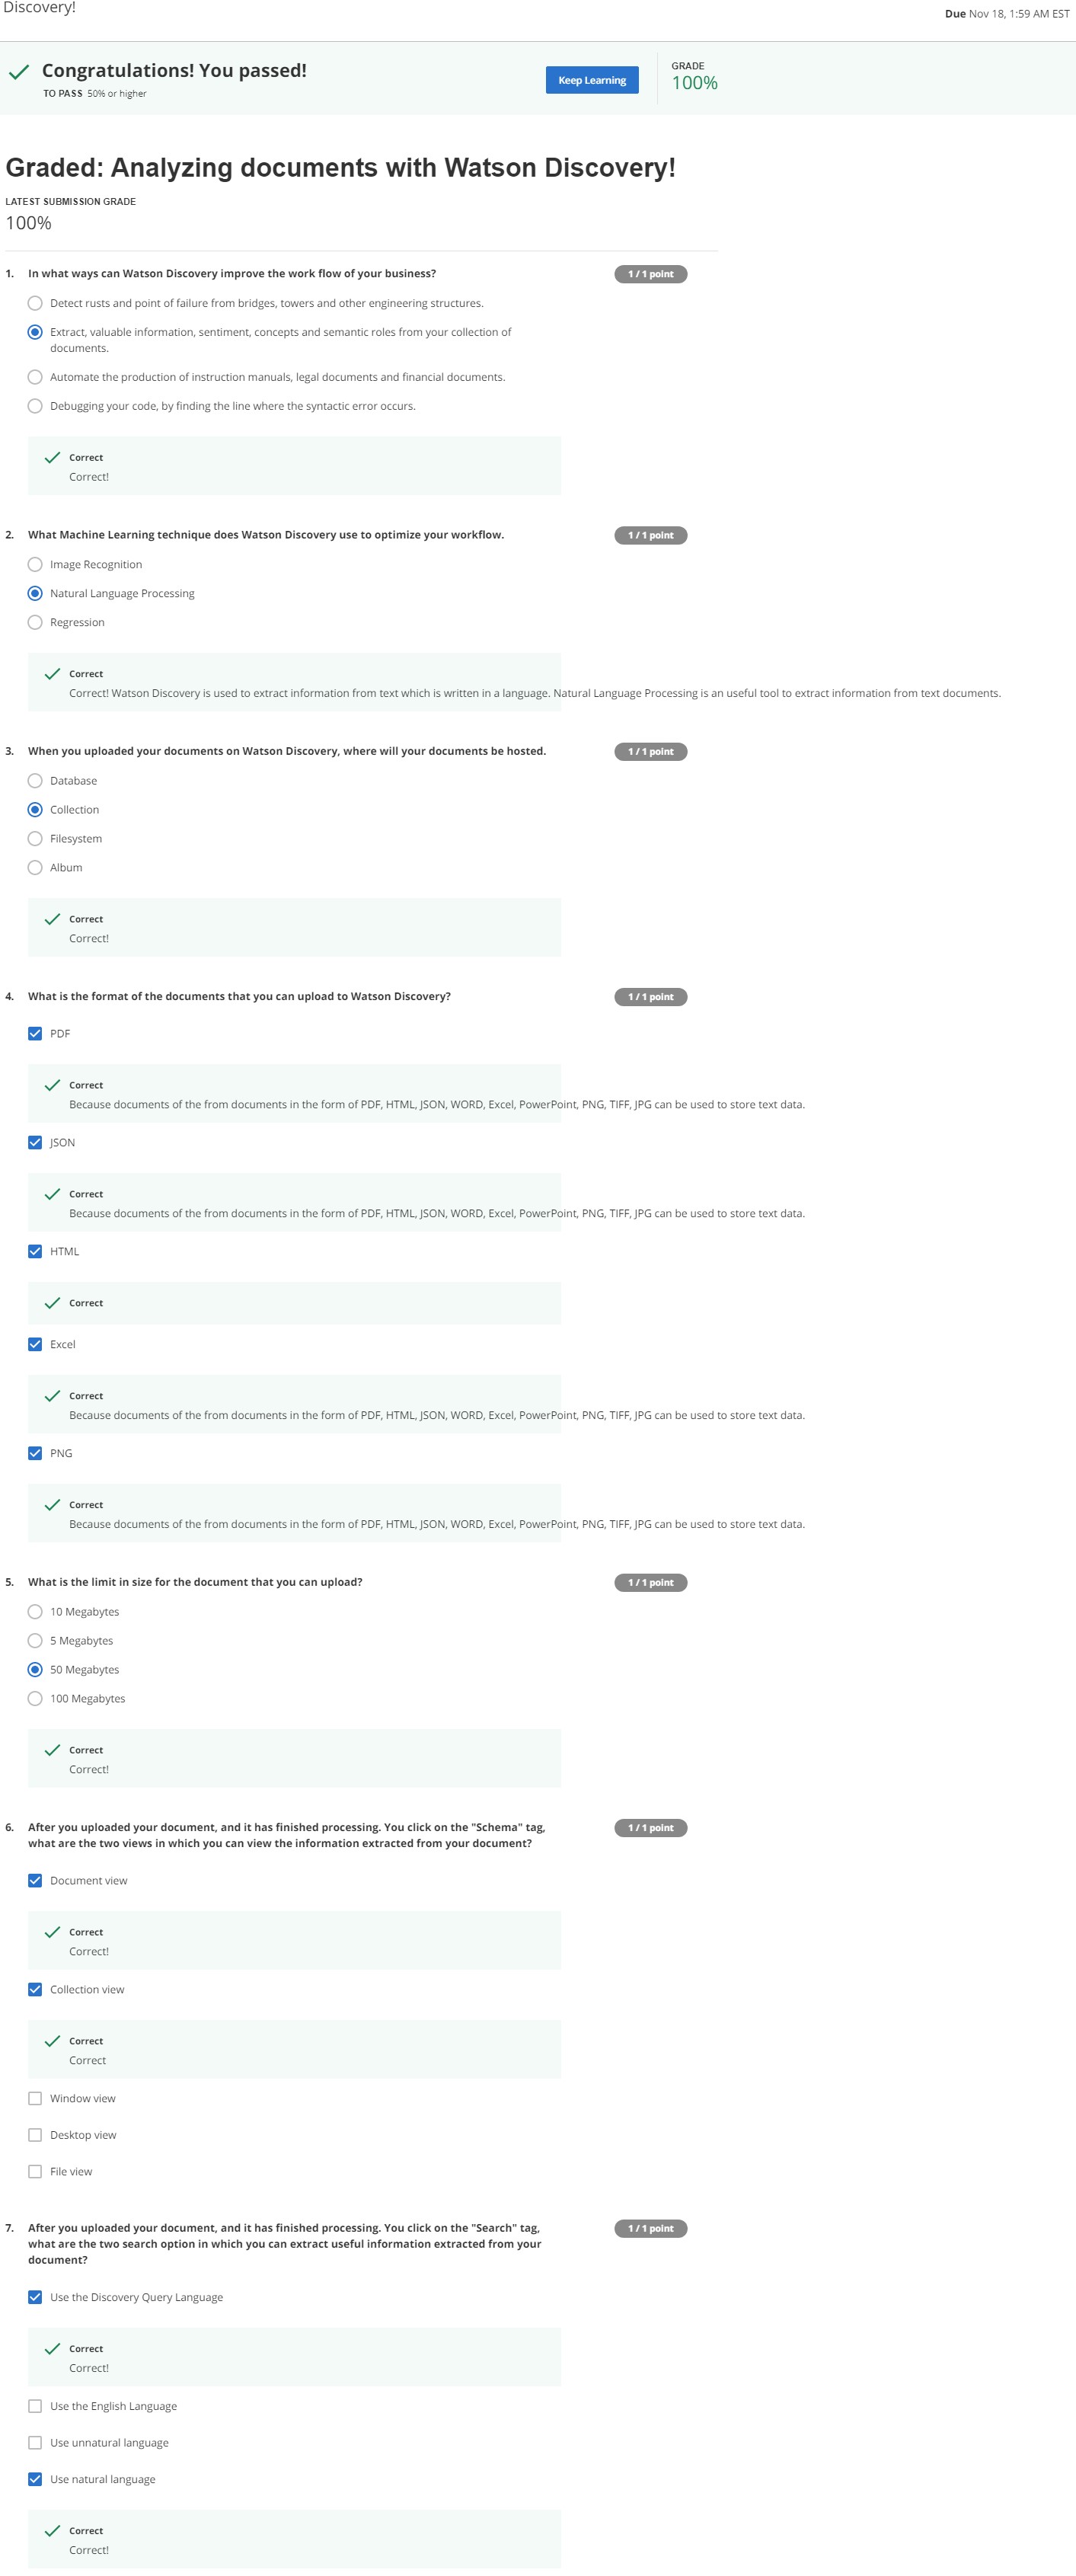 Discovery!
Due Nov 18, 1:59 AM EST
Congratulations! You passed!
TO PASS 50% or higher
Keep Learning
GRADE
100%
Graded: Analyzing documents with Watson Discovery!
LATEST SUBMISSION GRADE
100%
1. In what ways can Watson Discovery improve the work flow of your business?
1 / 1 point
Detect rusts and point of failure from bridges, towers and other engineering structures.
Extract, valuable information, sentiment, concepts and semantic roles from your collection of
documents.
Automate the production of instruction manuals, legal documents and financial documents.
Debugging your code, by finding the line where the syntactic error occurs.
Correct
Correct!
2. What Machine Learning technique does Watson Discovery use to optimize your workflow.
1 / 1 point
Image Recognition
Natural Language Processing
Regression
Correct
Correct! Watson Discovery is used to extract information from text which is written in a language. Natural Language Processing is an useful tool to extract information from text documents.
3. When you uploaded your documents on Watson Discovery, where will your documents be hosted.
1 / 1 point
Database
Collection
Filesystem
Album
Correct
Correct!
4. What is the format of the documents that you can upload to Watson Discovery?
1 / 1 point
PDF
Correct
Because documents of the from documents in the form of PDF, HTML, JSON, WORD, Excel, PowerPoint, PNG, TIFF, JPG can be used to store text data.
JSON
Correct
Because documents of the from documents in the form of PDF, HTML, JSON, WORD, Excel, PowerPoint, PNG, TIFF, JPG can be used to store text data.
HTML
Correct
Excel
Correct
Because documents of the from documents in the form of PDF, HTML, JSON, WORD, Excel, PowerPoint, PNG, TIFF, JPG can be used to store text data.
PNG
Correct
Because documents of the from documents in the form of PDF, HTML, JSON, WORD, Excel, PowerPoint, PNG, TIFF, JPG can be used to store text data.
5. What is the limit in size for the document that you can upload?
1 / 1 point
10 Megabytes
5 Megabytes
50 Megabytes
100 Megabytes
Correct
Correct!
6. After you uploaded your document, and it has finished processing. You click on the "Schema" tag,
what are the two views in which you can view the information extracted from your document?
1 / 1 point
Document view
Correct
Correct!
Collection view
Correct
Correct
Window view
Desktop view
File view
7. After you uploaded your document, and it has finished processing. You click on the "Search" tag,
what are the two search option in which you can extract useful information extracted from your
document?
1 / 1 point
Use the Discovery Query Language
Correct
Correct!
Use the English Language
Use unnatural language
Use natural language
Correct
Correct!